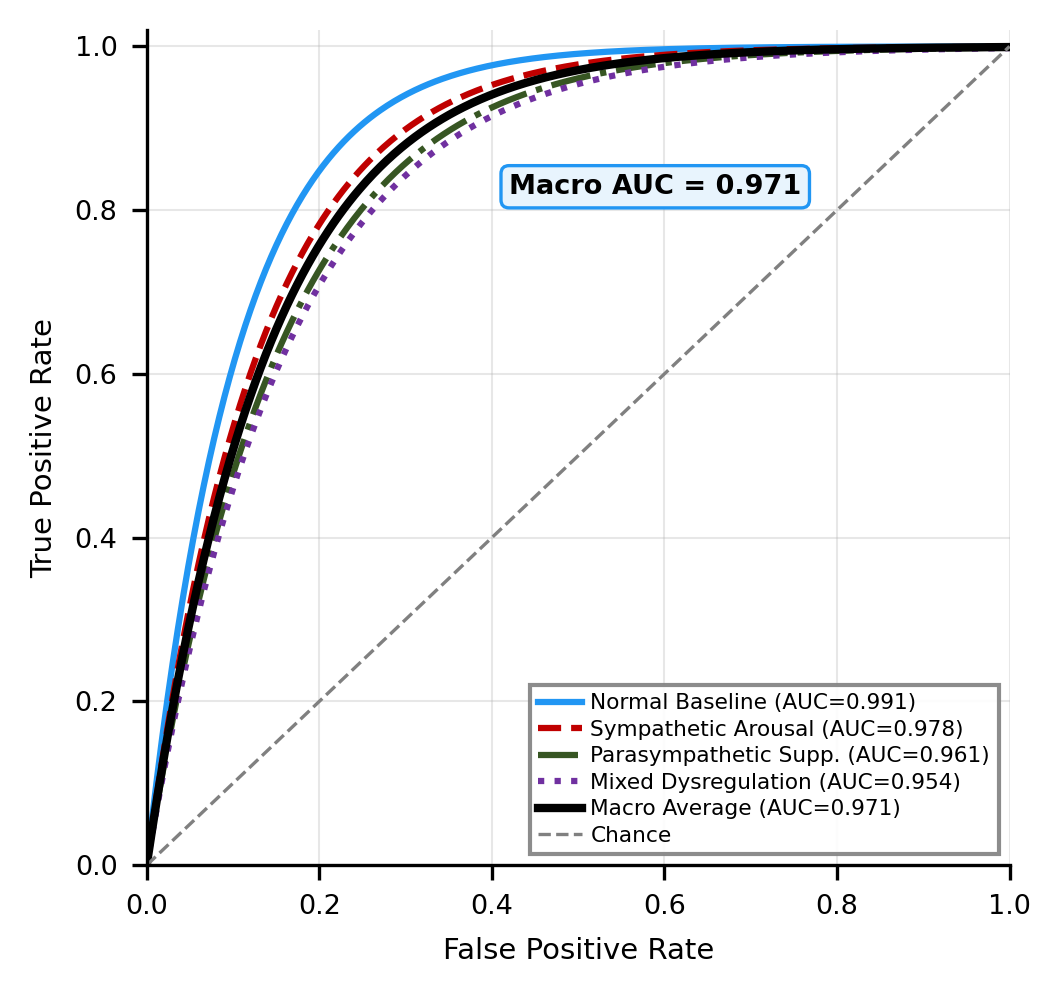 1.0
0.8
0.6
0.4
0.2
0.0
True Positive Rate
Macro AUC = 0.971
Normal Baseline (AUC=0.991)
Sympathetic Arousal (AUC=0.978)
Parasympathetic Supp. (AUC=0.961)
Mixed Dysregulation (AUC=0.954)
Macro Average (AUC=0.971)
Chance
0.0 0.2 0.4 0.6 0.8 1.0
False Positive Rate